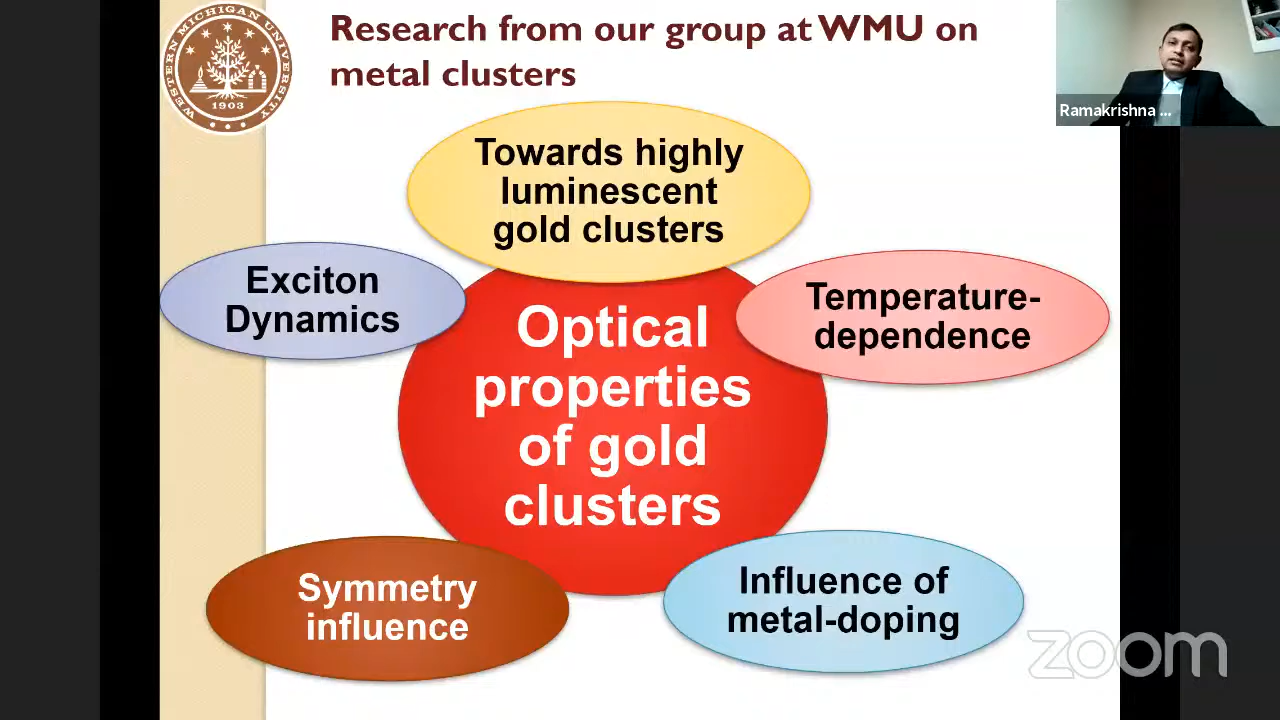 Research from our group at WMU on
metal clusters
WESTERN MICHIGAN UNIVERSITY
1903
Ramakrishna ...
Towards highly
luminescent
gold clusters
Exciton
Dynamics
Temperature-
dependence
Optical
properties
of gold
clusters
Symmetry
influence
Influence of
metal-doping
zoom